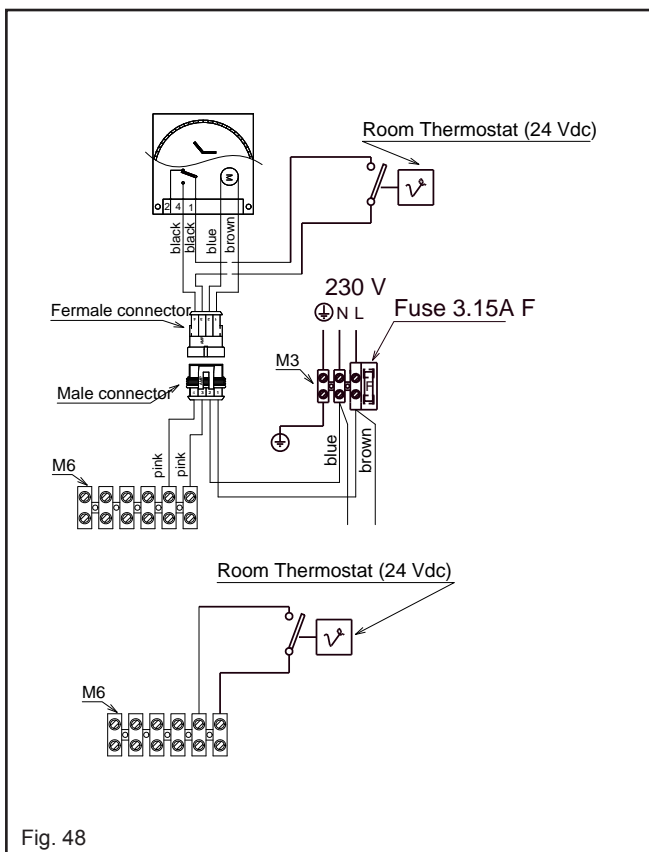 Room Thermostat (24 Vdc)
M
2 4 1
black
black
blue
brown
230 V
N L
Fuse 3.15A F
Fermale connector
M3
Male connector
blue
brown
pink
pink
M6
Room Thermostat (24 Vdc)
M6
Fig. 48